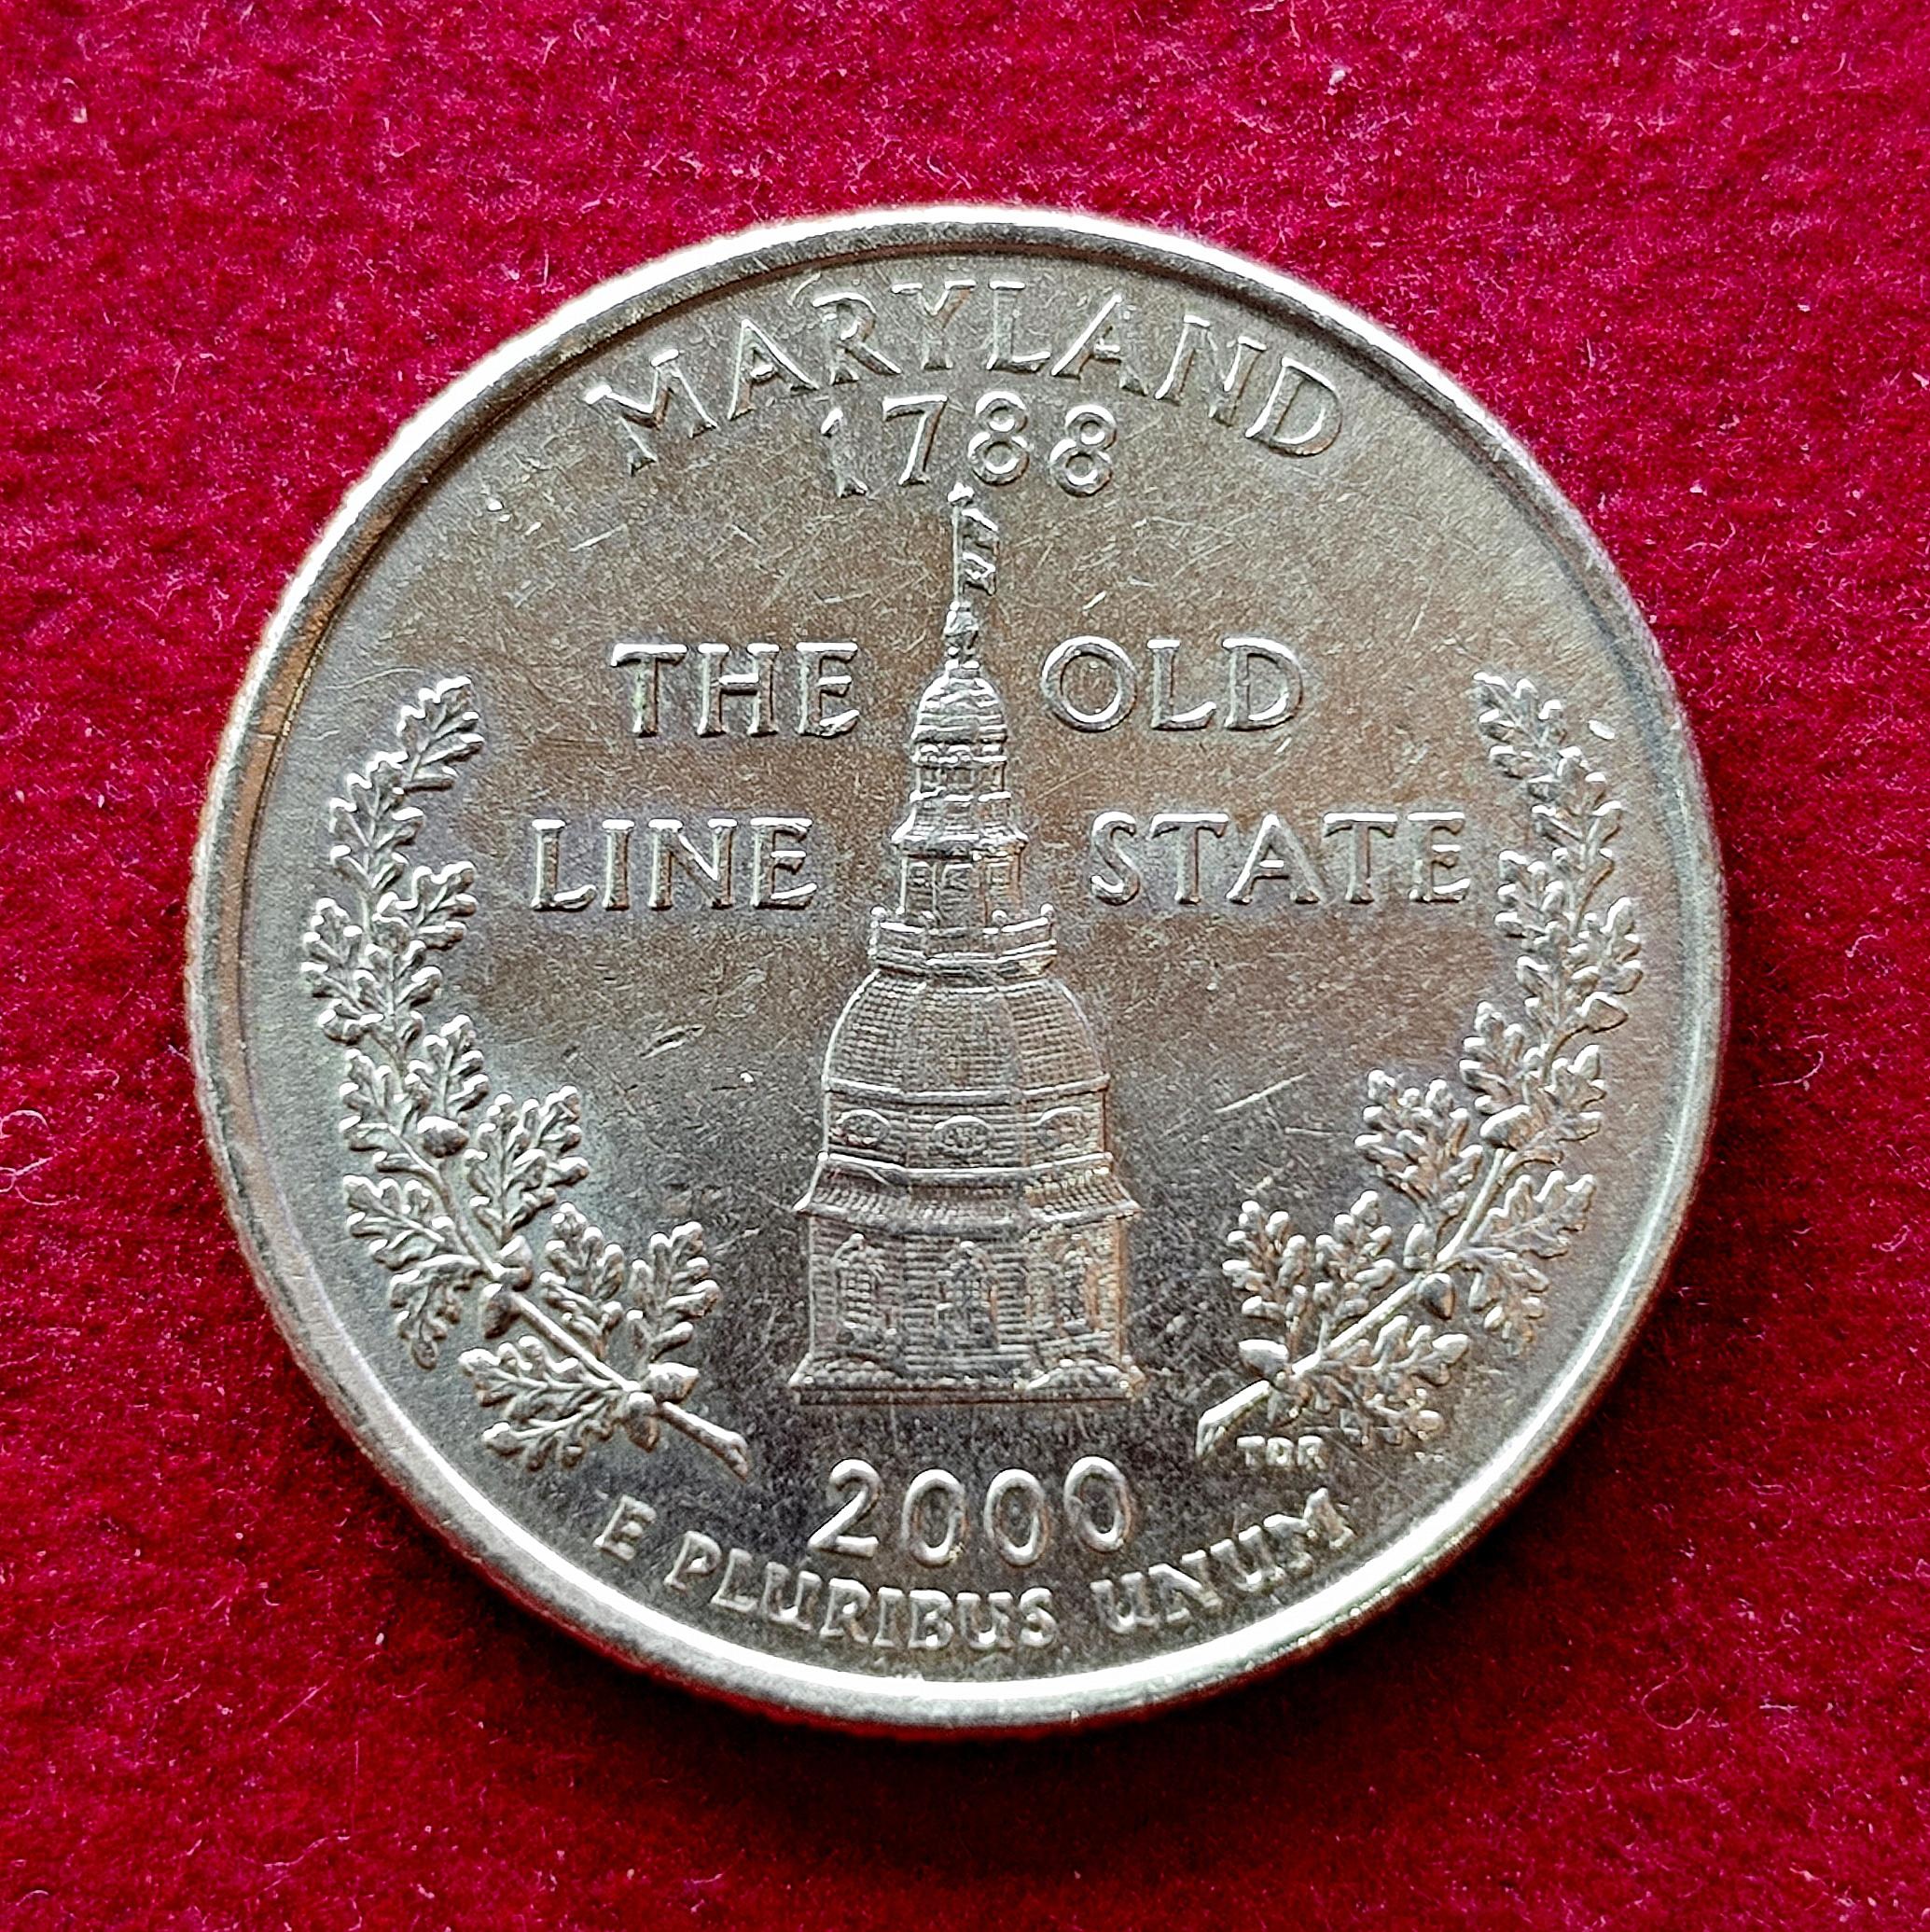 MARYLAND
1788
THE OLD
LINE STATE
TDR
2000
E PLURIBUS UNUM